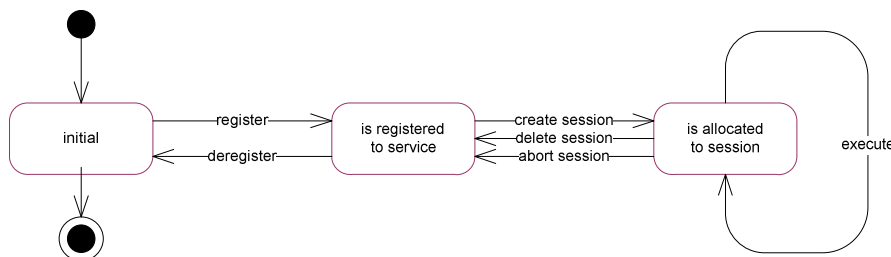 register
create session
is registered
to service
is allocated
to session
initial
delete session
execute
deregister
abort session